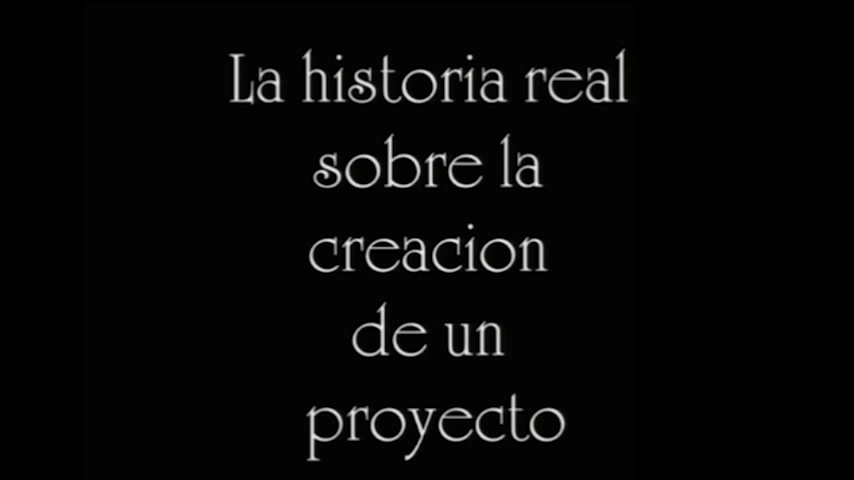 La historia real
sobre la
creacion
de un
proyecto